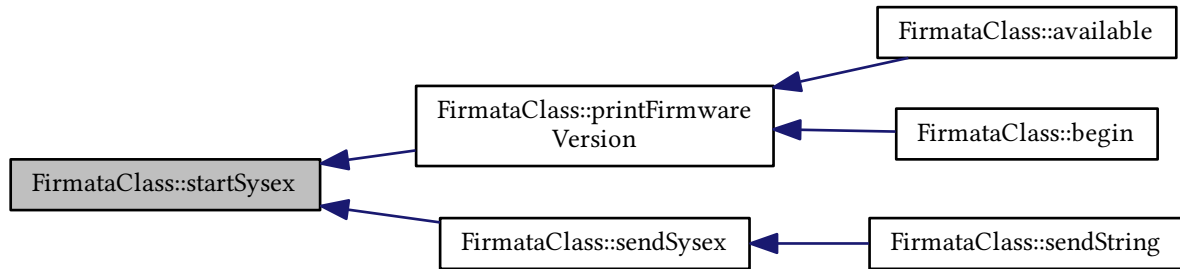 FirmataClass::available
FirmataClass::printFirmware
Version
FirmataClass::begin
FirmataClass::startSysex
FirmataClass::sendSysex
FirmataClass::sendString